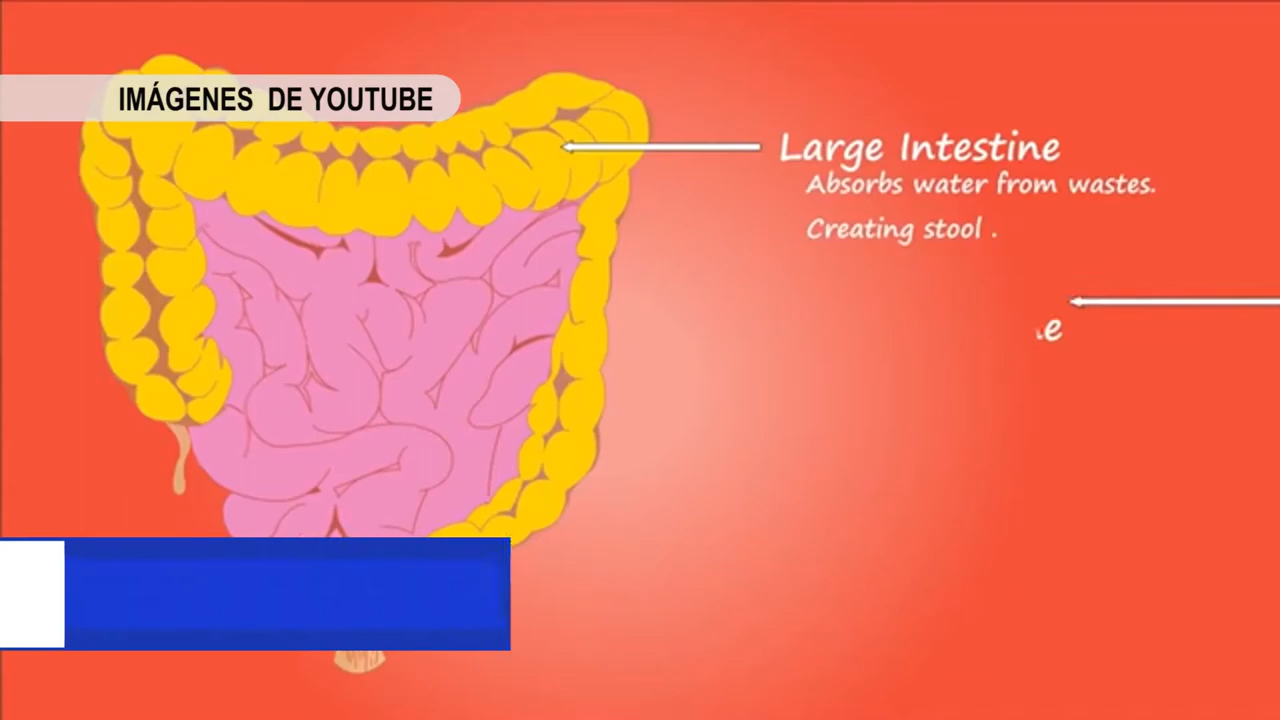 IMÁGENES DE YOUTUBE
Large Intestine
Absorbs water from wastes.
Creating stool .
e